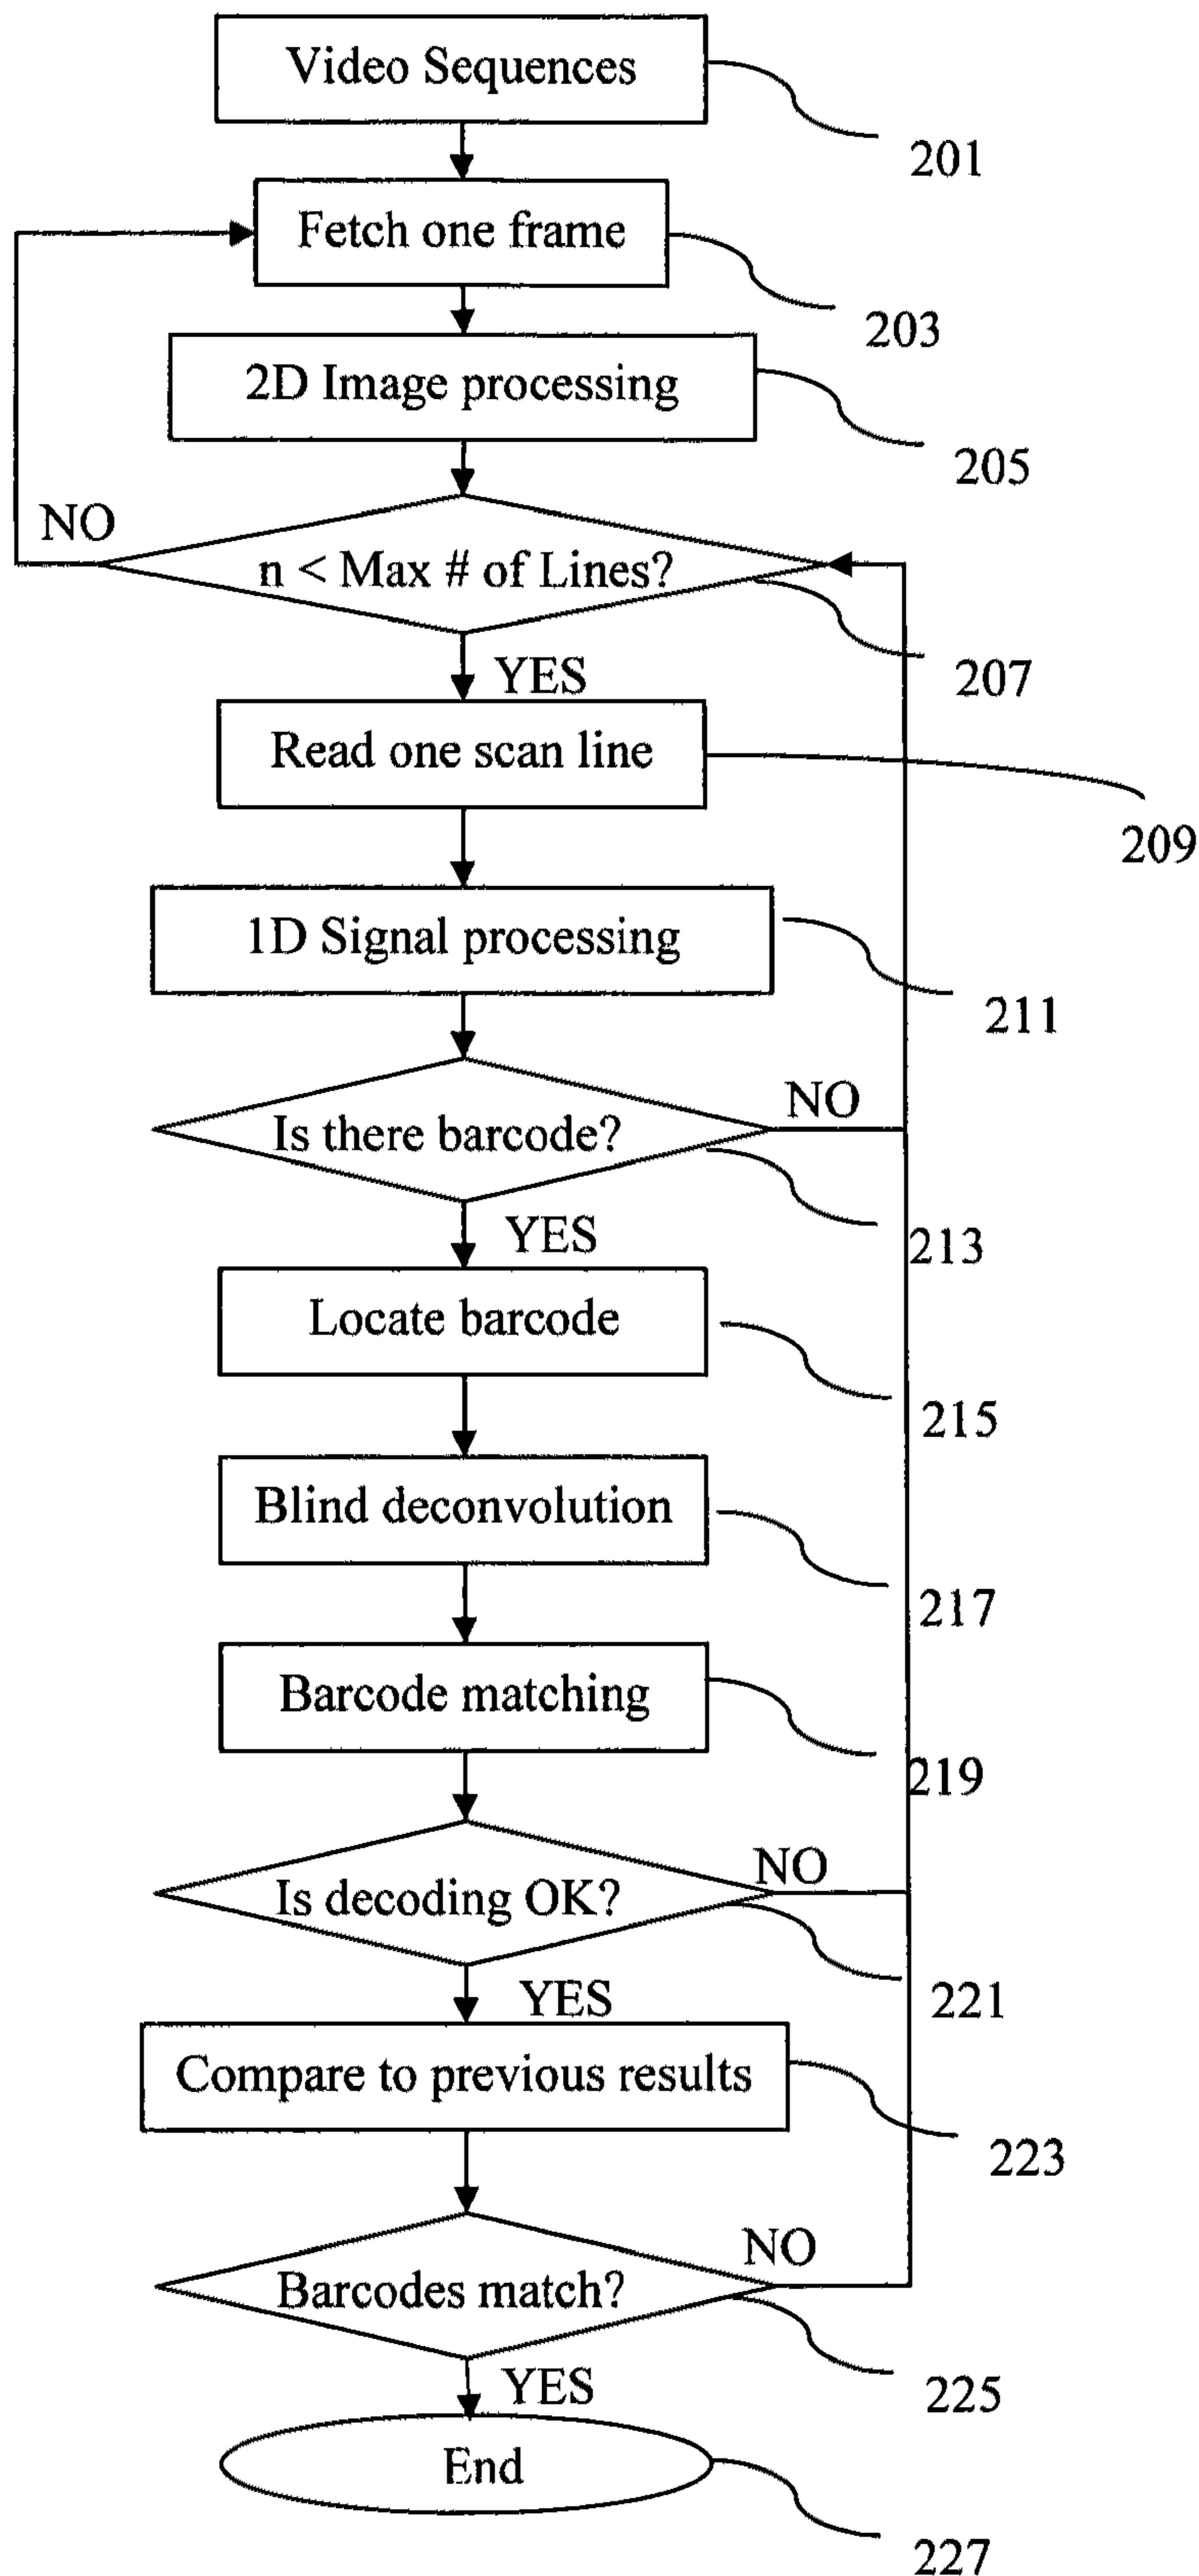 Video Sequences
201
Fetch one frame
203
2D Image processing
205
NO
n < Max # of Lines?
207
YES
Read one scan line
209
1D Signal processing
211
NO
Is there barcode?
213
YES
Locate barcode
215
Blind deconvolution
217
Barcode matching
219
NO
Is decoding OK?
221
YES
Compare to previous results
223
NO
Barcodes match?
225
YES
End
227